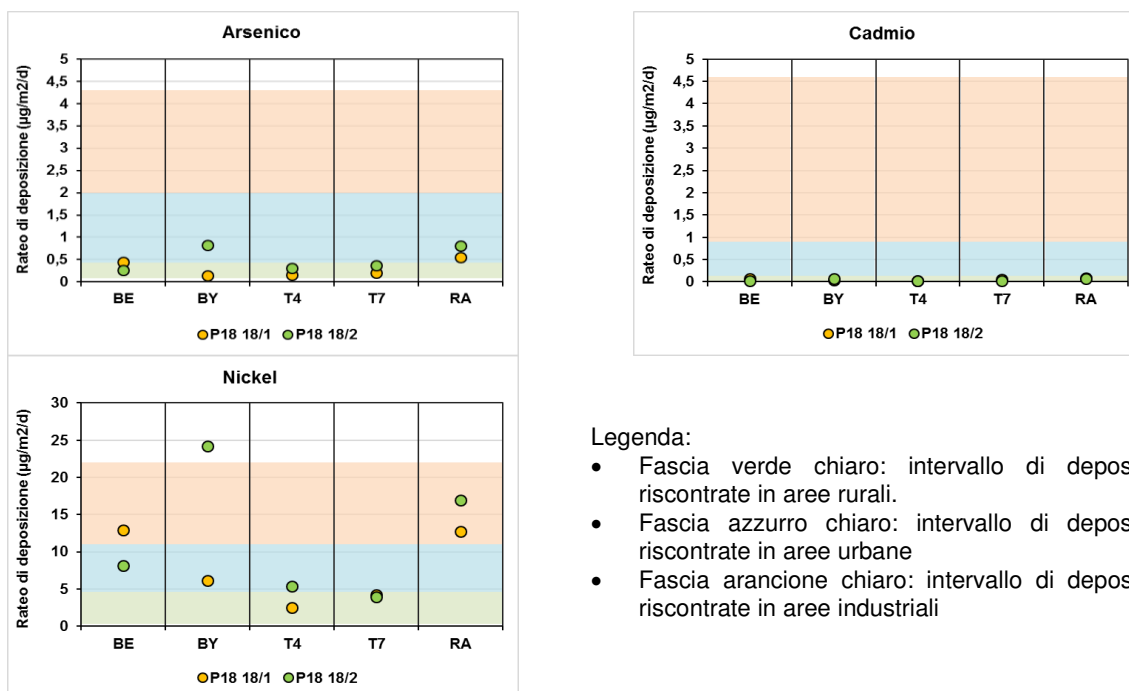 Arsenico
Rateo di deposizione (µg/m2/d)
5
4,5
4
3,5
3
2,5
2
1,5
1
0,5
0
BE BY T4 T7 RA
P18 18/1 P18 18/2
Cadmio
Rateo di deposizione (µg/m2/d)
5
4,5
4
3,5
3
2,5
2
1,5
1
0,5
0
BE BY T4 T7 RA
P18 18/1 P18 18/2
Nickel
Rateo di deposizione (µg/m2/d)
30
25
20
15
10
5
0
BE BY T4 T7 RA
P18 18/1 P18 18/2
Legenda:
• Fascia verde chiaro: intervallo di depos
riscontrate in aree rurali.
• Fascia azzurro chiaro: intervallo di depos
riscontrate in aree urbane
• Fascia arancione chiaro: intervallo di depos
riscontrate in aree industriali